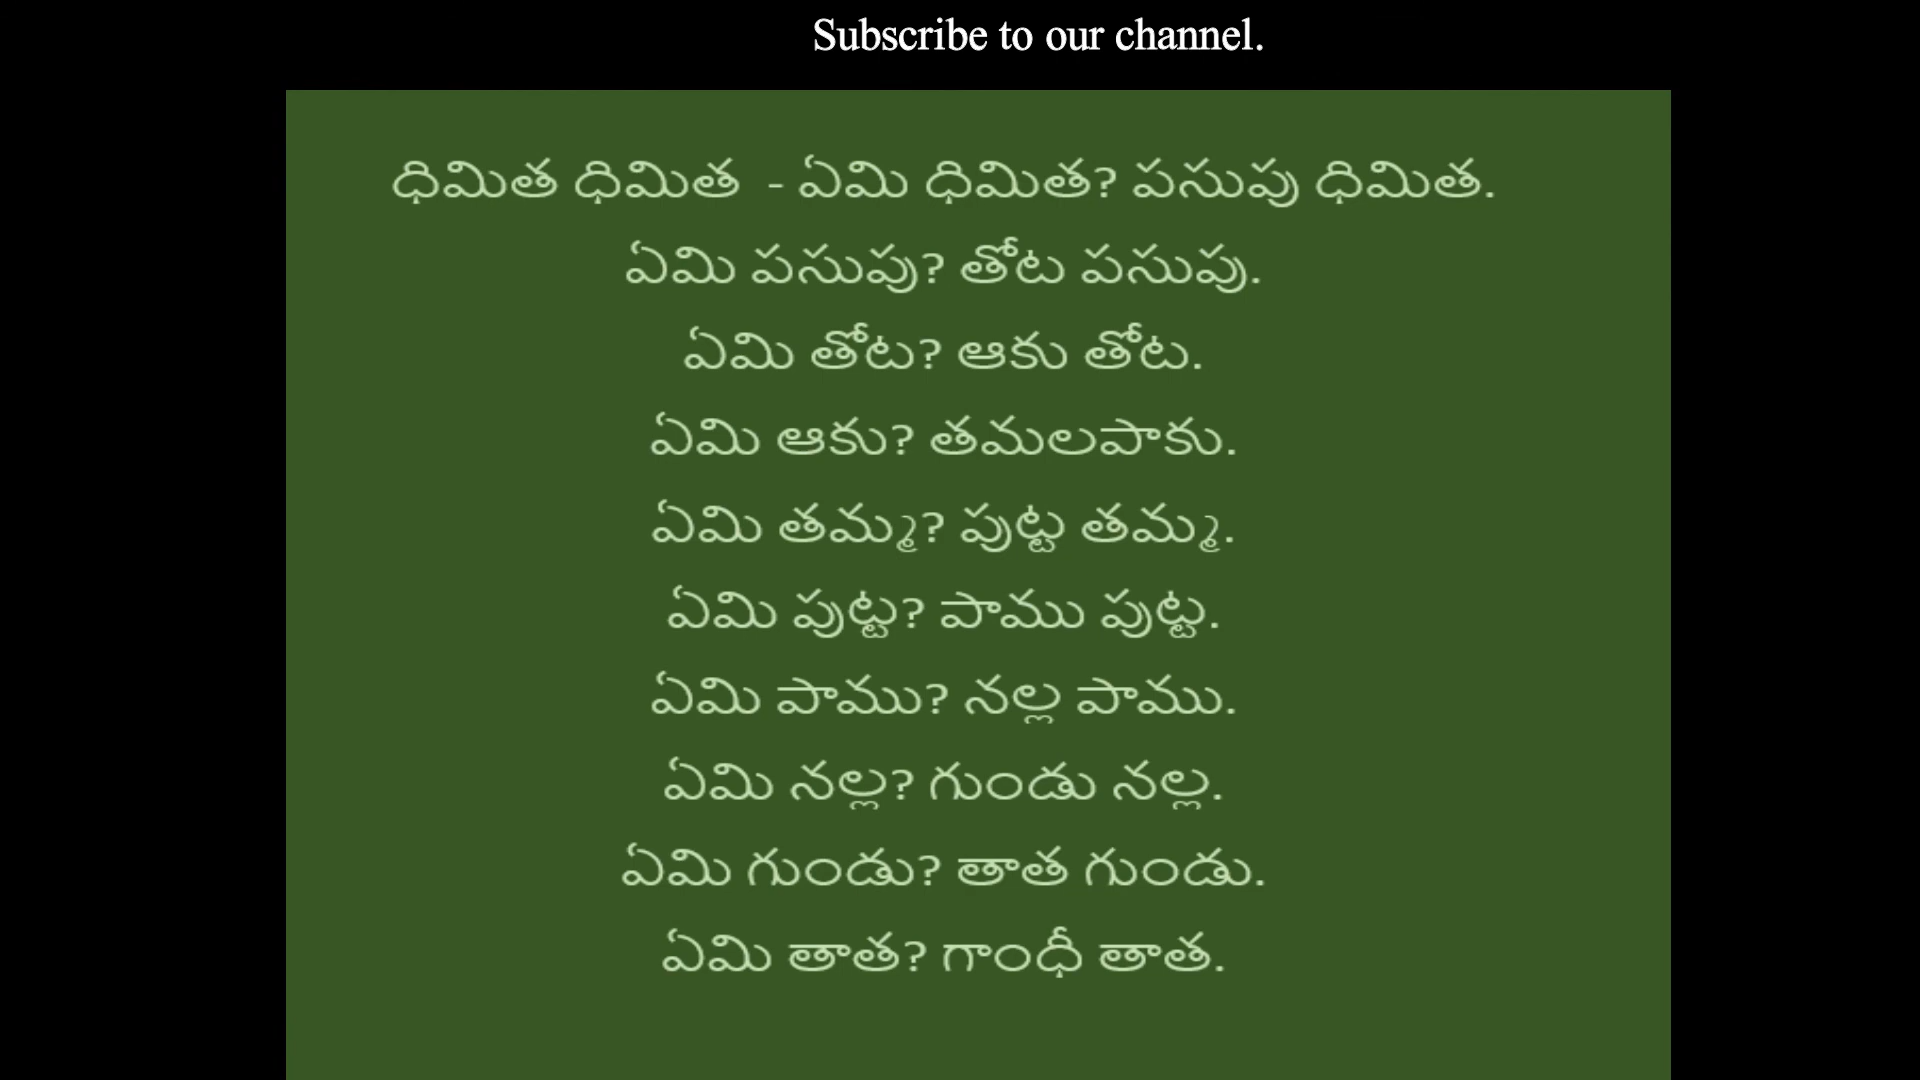 Subscribe to our channel.
ధిమిత ధిమిత - ఏమి ధిమిత? పసుపు ధిమిత.
ఏమి పసుపు? తోట పసుపు.
ఏమి తోట? ఆకు తోట.
ఏమి ఆకు? తమలపాకు.
ఏమి తమ్మ? పుట్ట తమ్మ.
ఏమి పుట్ట? పాము పుట్ట.
ఏమి పాము? నల్ల పాము.
ఏమి నల్ల? గుండు నల్ల.
ఏమి గుండు? తాత గుండు.
ఏమి తాత? గాంధీ తాత.